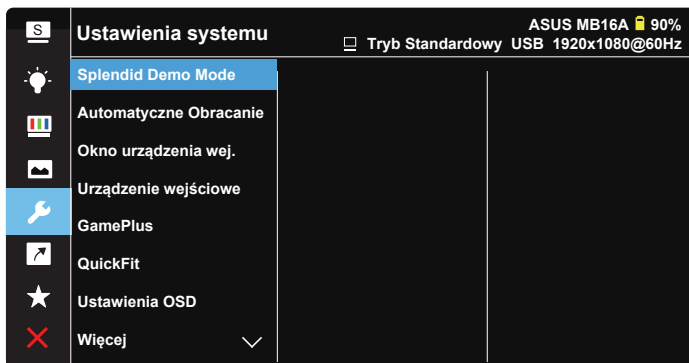 S
Ustawienia systemu
ASUS MB16A 90%
Tryb Standardowy USB 1920x1080@60Hz
Splendid Demo Mode
Automatyczne Obracanie
Okno urządzenia wej.
Urządzenie wejściowe
GamePlus
QuickFit
Ustawienia OSD
Więcej